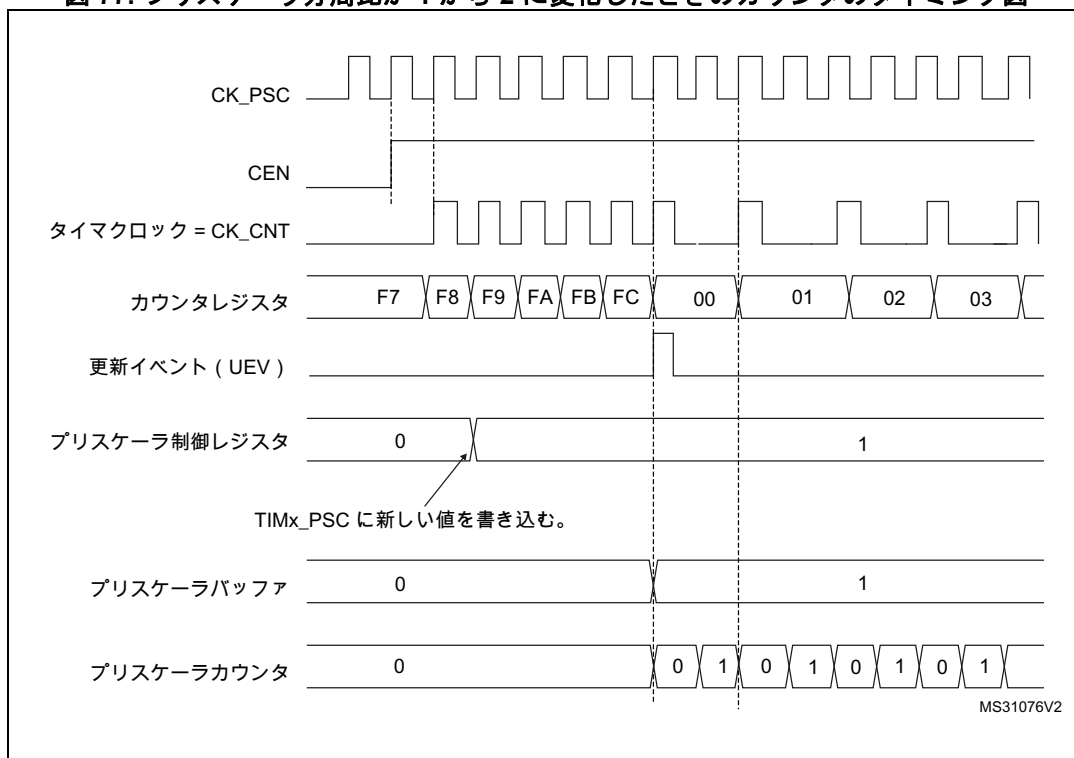 CK_PSC
CEN
タイマクロック = CK_CNT
カウンタレジスタ
F7 F8 F9 FA FB FC 00 01 02 03
更新イベント ( UEV )
プリスケーラ制御レジスタ
0 1
TIMx_PSC に新しい値を書き込む。
プリスケーラバッファ
0 1
プリスケーラカウンタ
0 0 1 0 1 0 1 0 1
MS31076V2